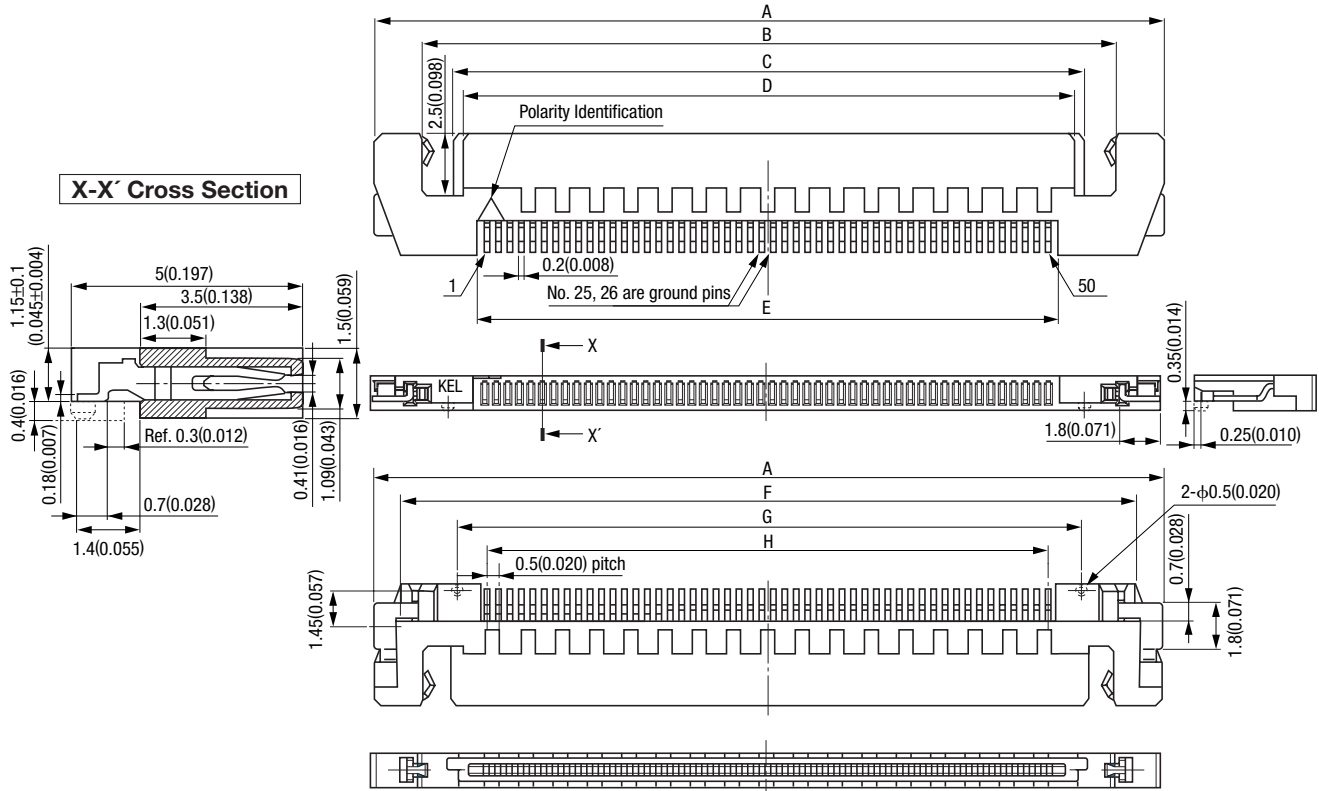 A
B
C
D
2.5(0.098)
Polarity Identification
X-X´ Cross Section
5(0.197)
3.5(0.138)
1.3(0.051)
1.15±0.1
(0.045±0.004)
1.5(0.059)
0.4(0.016)
0.18(0.007)
Ref. 0.3(0.012)
0.7(0.028)
1.4(0.055)
0.41(0.016)
1.09(0.043)
1
0.2(0.008)
No. 25, 26 are ground pins
50
E
X
KEL
X´
1.8(0.071)
0.35(0.014)
0.25(0.010)
A
F
G
H
2-ϕ0.5(0.020)
0.5(0.020) pitch
1.45(0.057)
0.7(0.028)
1.8(0.071)